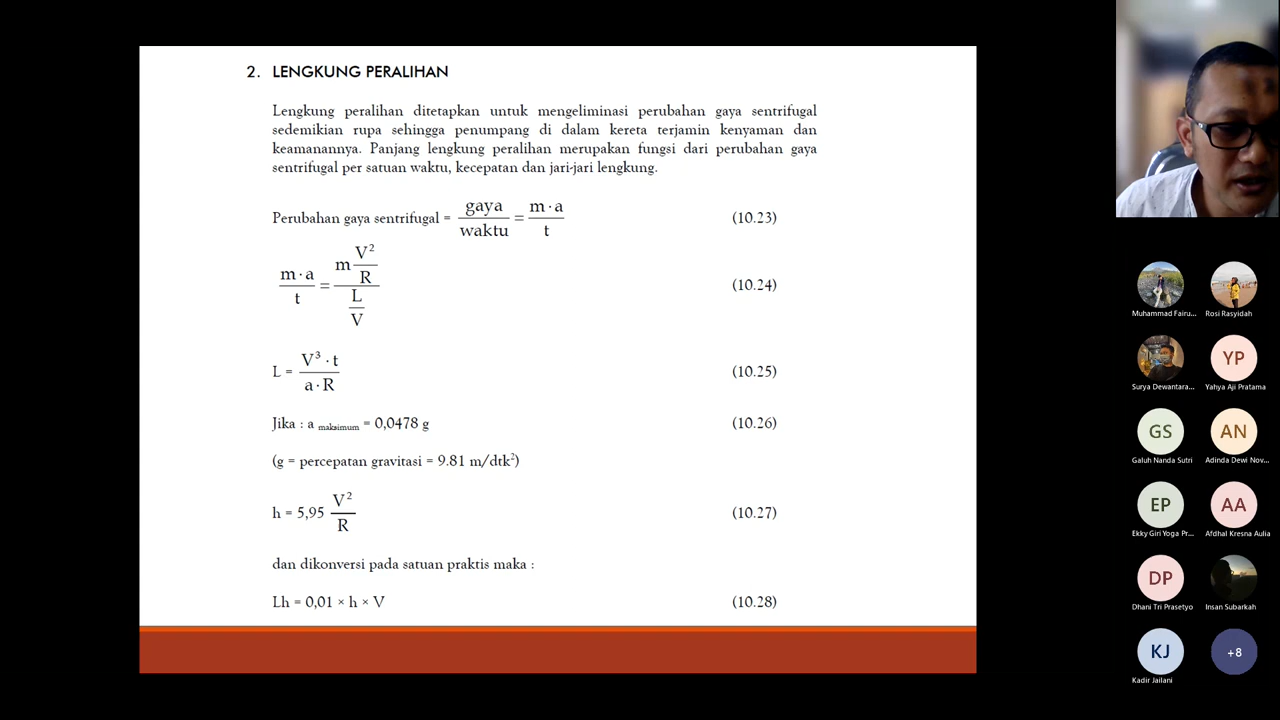 2. LENGKUNG PERALIHAN
Lengkung peralihan ditetapkan untuk mengeliminasi perubahan gaya sentrifugal
sedemikian rupa sehingga penumpang di dalam kereta terjamin kenyaman dan
keamanannya. Panjang lengkung peralihan merupakan fungsi dari perubahan gaya
sentrifugal per satuan waktu, kecepatan dan jari-jari lengkung.
Perubahan gaya sentrifugal = gaya/waktu = m·a/t (10.23)
m·a/t = (m V²/R)/(L/V) (10.24)
L = V³·t/a·R (10.25)
Jika : a maksimum = 0,0478 g (10.26)
(g = percepatan gravitasi = 9.81 m/dtk²)
h = 5,95 V²/R (10.27)
dan dikonversi pada satuan praktis maka :
Lh = 0,01 × h × V (10.28)
Muhammad Fairu...
Rosi Rasyidah
Surya Dewantara...
YP
Yahya Aji Pratama
GS
Galuh Nanda Sutri
AN
Adinda Dewi Nov...
EP
Ekky Giri Yoga Pr...
AA
Afdhal Kresna Aulia
DP
Dhani Tri Prasetyo
Insan Subarkah
KJ
Kadir Jailani
+8